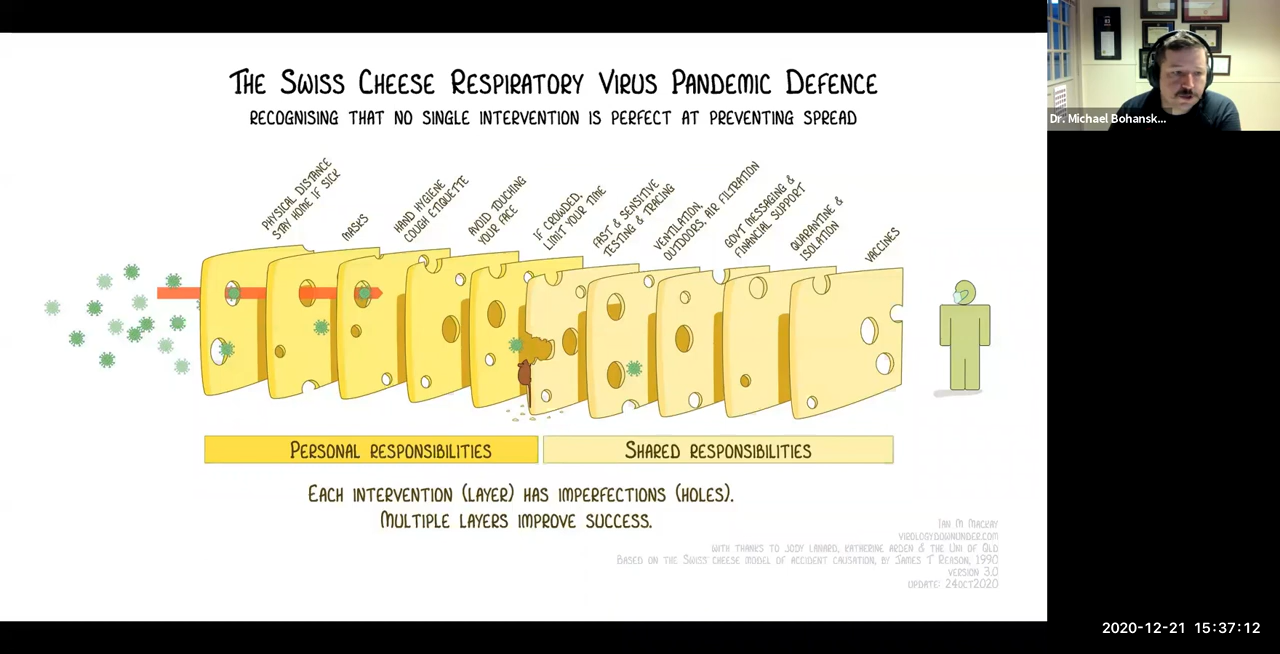 THE SWISS CHEESE RESPIRATORY VIRUS PANDEMIC DEFENCE
RECOGNISING THAT NO SINGLE INTERVENTION IS PERFECT AT PREVENTING SPREAD
PHYSICAL DISTANCE
STAY HOME IF SICK
MASKS
HAND HYGIENE
COUGH ETIQUETTE
AVOID TOUCHING
YOUR FACE
IF CROWDED,
LIMIT YOUR TIME
FAST & SENSITIVE
TESTING & TRACING
VENTILATION,
OUTDOORS, AIR FILTRATION
GOVT MESSAGING &
FINANCIAL SUPPORT
QUARANTINE &
ISOLATION
VACCINES
PERSONAL RESPONSIBILITIES
SHARED RESPONSIBILITIES
EACH INTERVENTION (LAYER) HAS IMPERFECTIONS (HOLES).
MULTIPLE LAYERS IMPROVE SUCCESS.
IAN M MACKAY
VIROLOGYDOWNUNDER.COM
WITH THANKS TO JODY LANARD, KATHERINE ARDEN & THE UNI OF QLD
BASED ON THE SWISS CHEESE MODEL OF ACCIDENT CAUSATION, BY JAMES T REASON, 1990
VERSION 3.0
UPDATE: 24OCT2020
Dr. Michael Bohansk...
2020-12-21 15:37:12